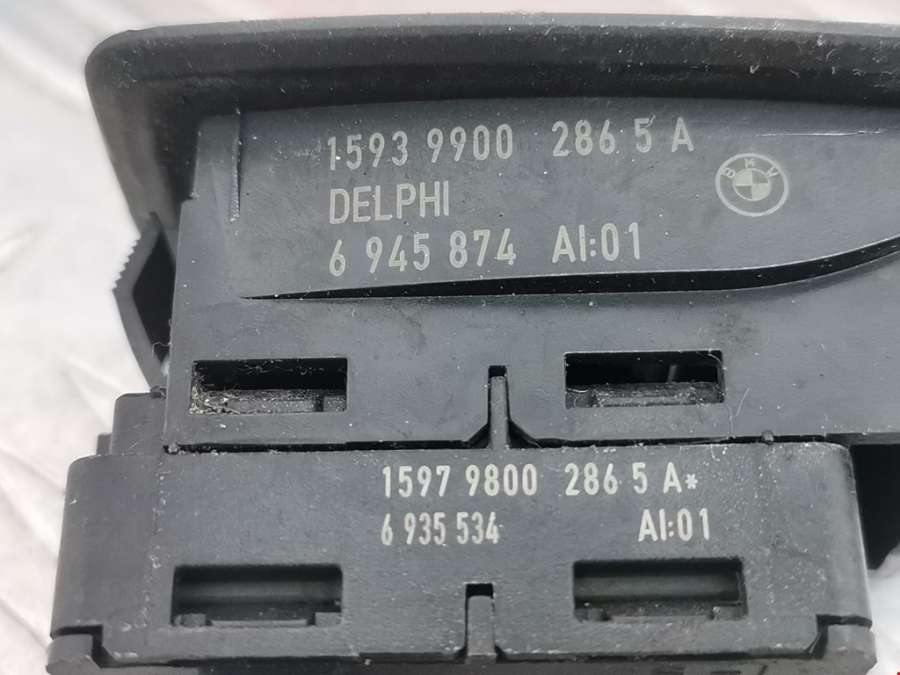 1593 9900 286 5 A
BMW
DELPHI
6 945 874 AI:01
1597 9800 286 5 A*
6 935 534 AI:01